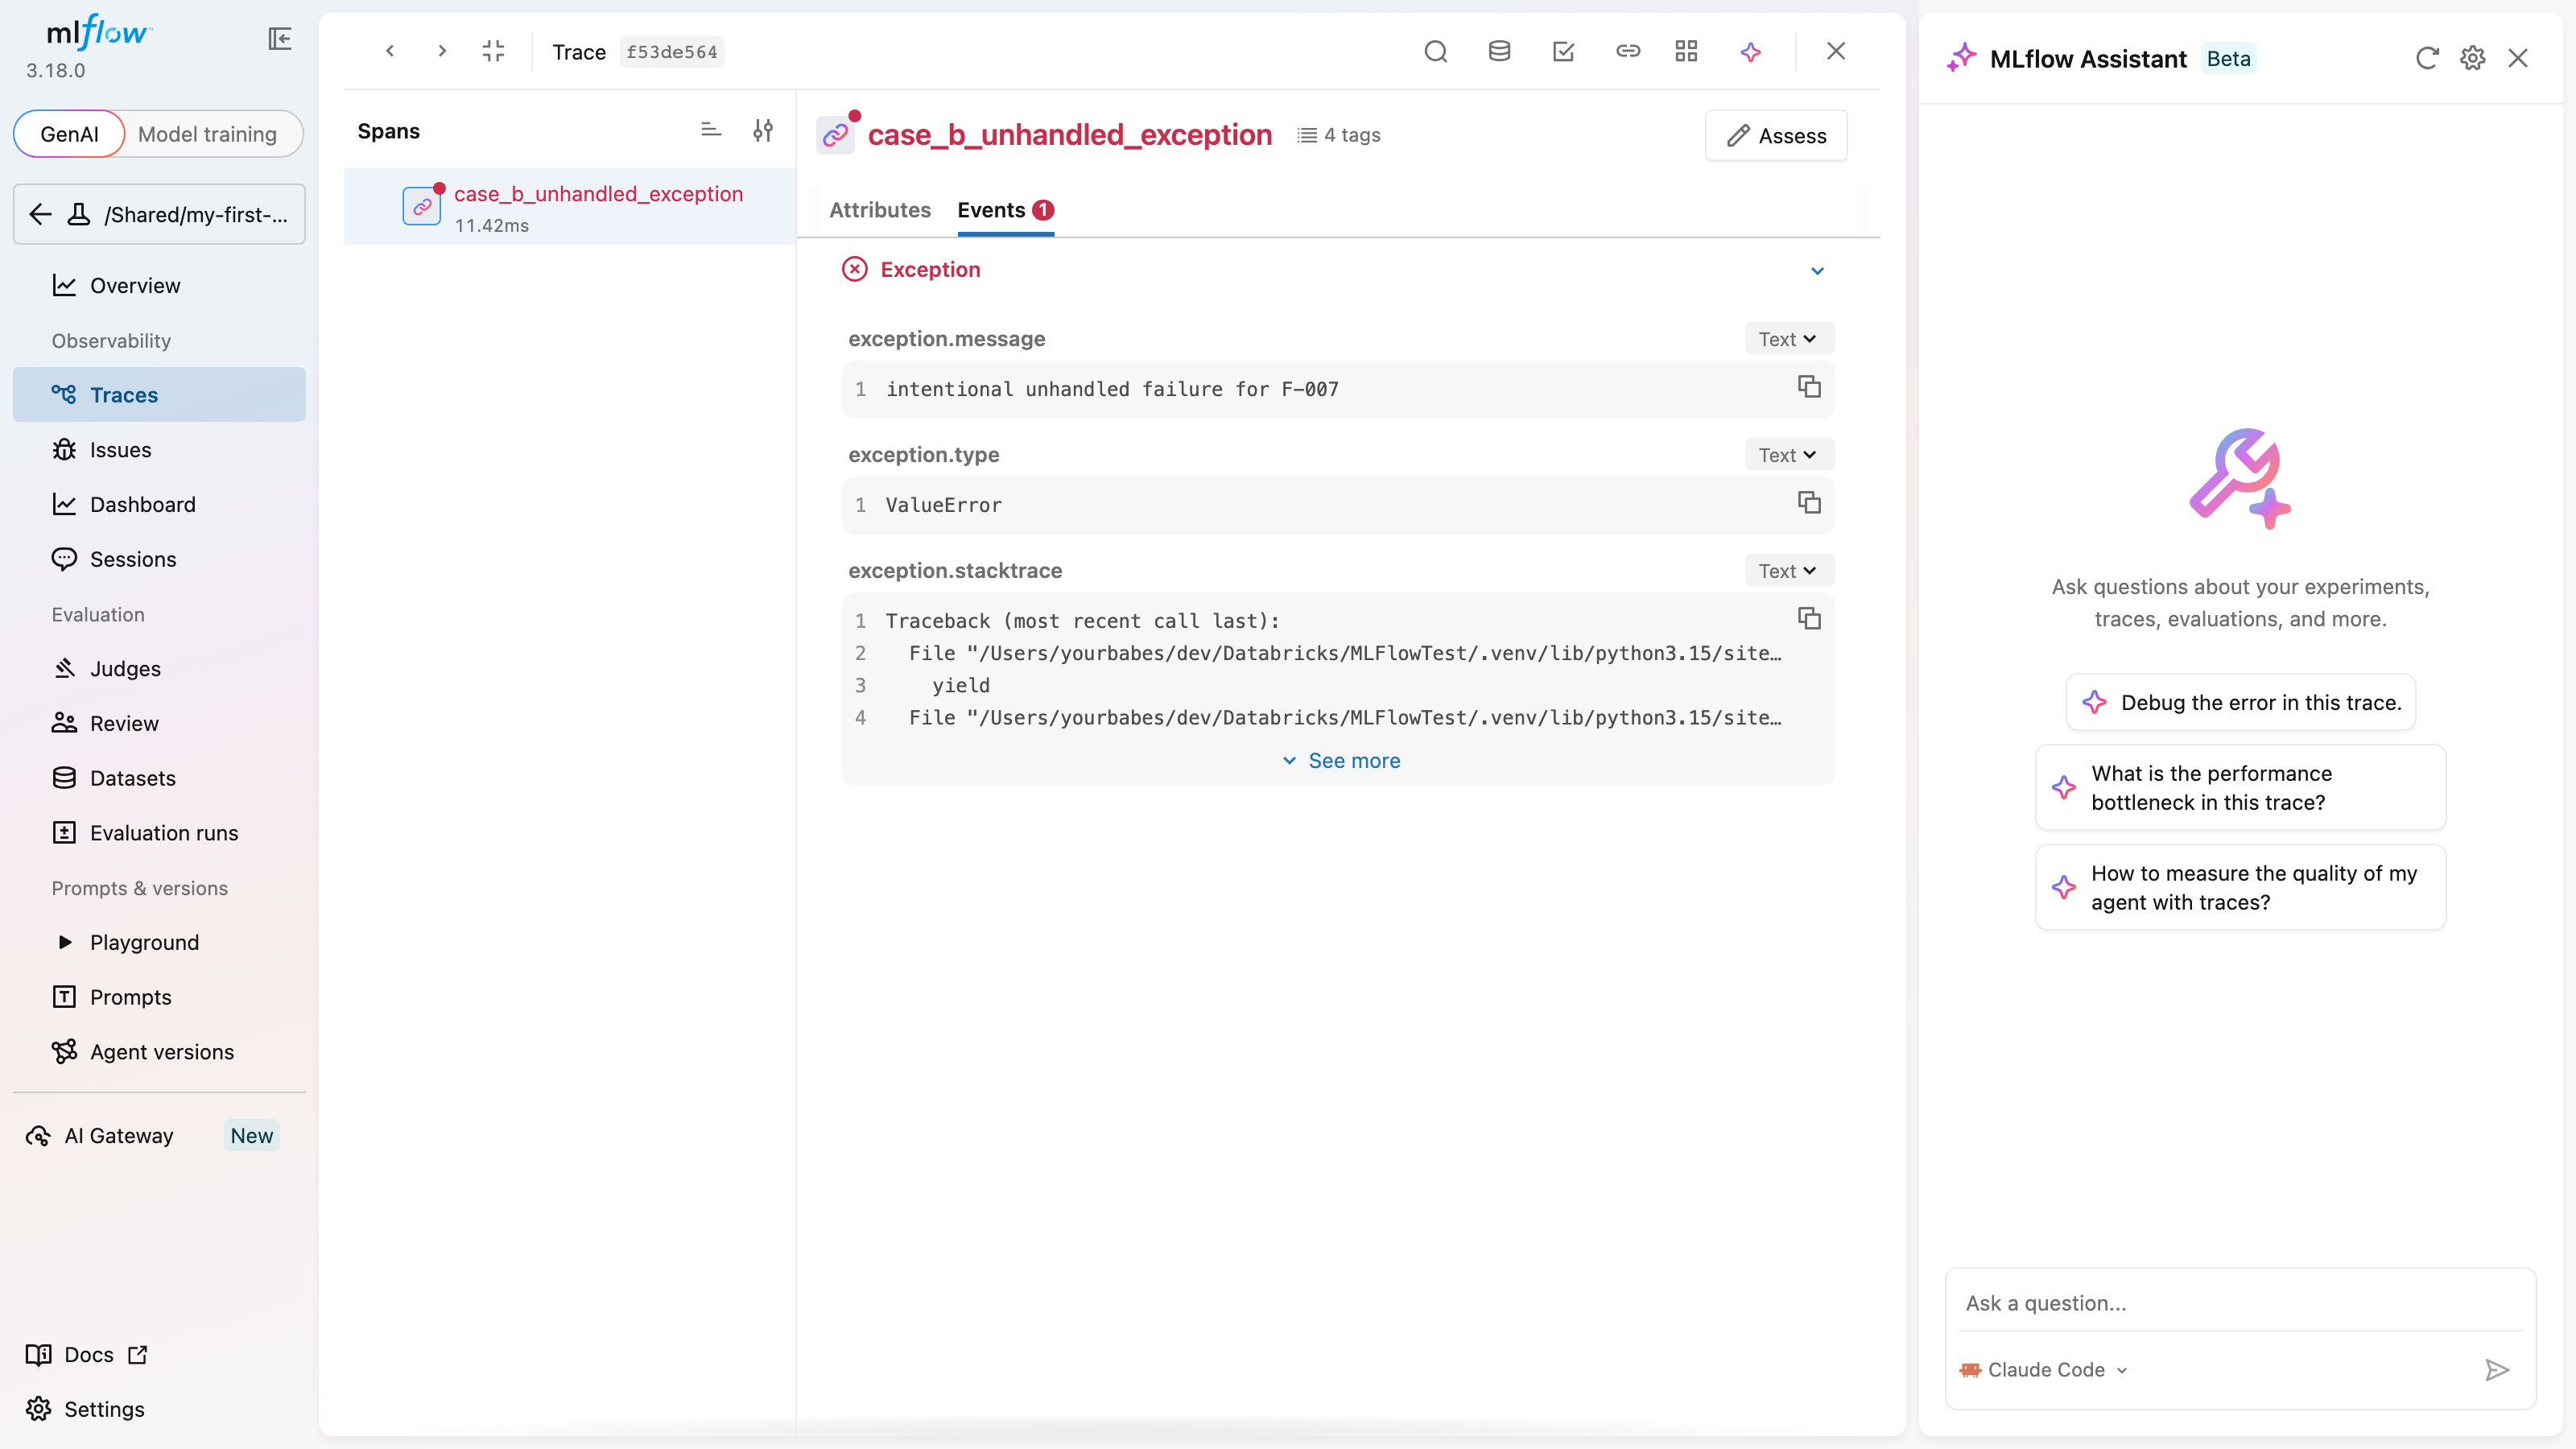 mlflow
3.18.0
GenAI
Model training
/Shared/my-first-...
Overview
Observability
Traces
Issues
Dashboard
Sessions
Evaluation
Judges
Review
Datasets
Evaluation runs
Prompts & versions
Playground
Prompts
Agent versions
AI Gateway New
Docs
Settings
Trace f53de564
Spans
case_b_unhandled_exception
11.42ms
case_b_unhandled_exception 4 tags
Assess
Attributes Events 1
Exception
exception.message Text
1 intentional unhandled failure for F-007
exception.type Text
1 ValueError
exception.stacktrace Text
1 Traceback (most recent call last):
2 File "/Users/yourbabes/dev/Databricks/MLFlowTest/.venv/lib/python3.15/site…
3 yield
4 File "/Users/yourbabes/dev/Databricks/MLFlowTest/.venv/lib/python3.15/site…
See more
MLflow Assistant Beta
Ask questions about your experiments,
traces, evaluations, and more.
Debug the error in this trace.
What is the performance
bottleneck in this trace?
How to measure the quality of my
agent with traces?
Ask a question...
Claude Code